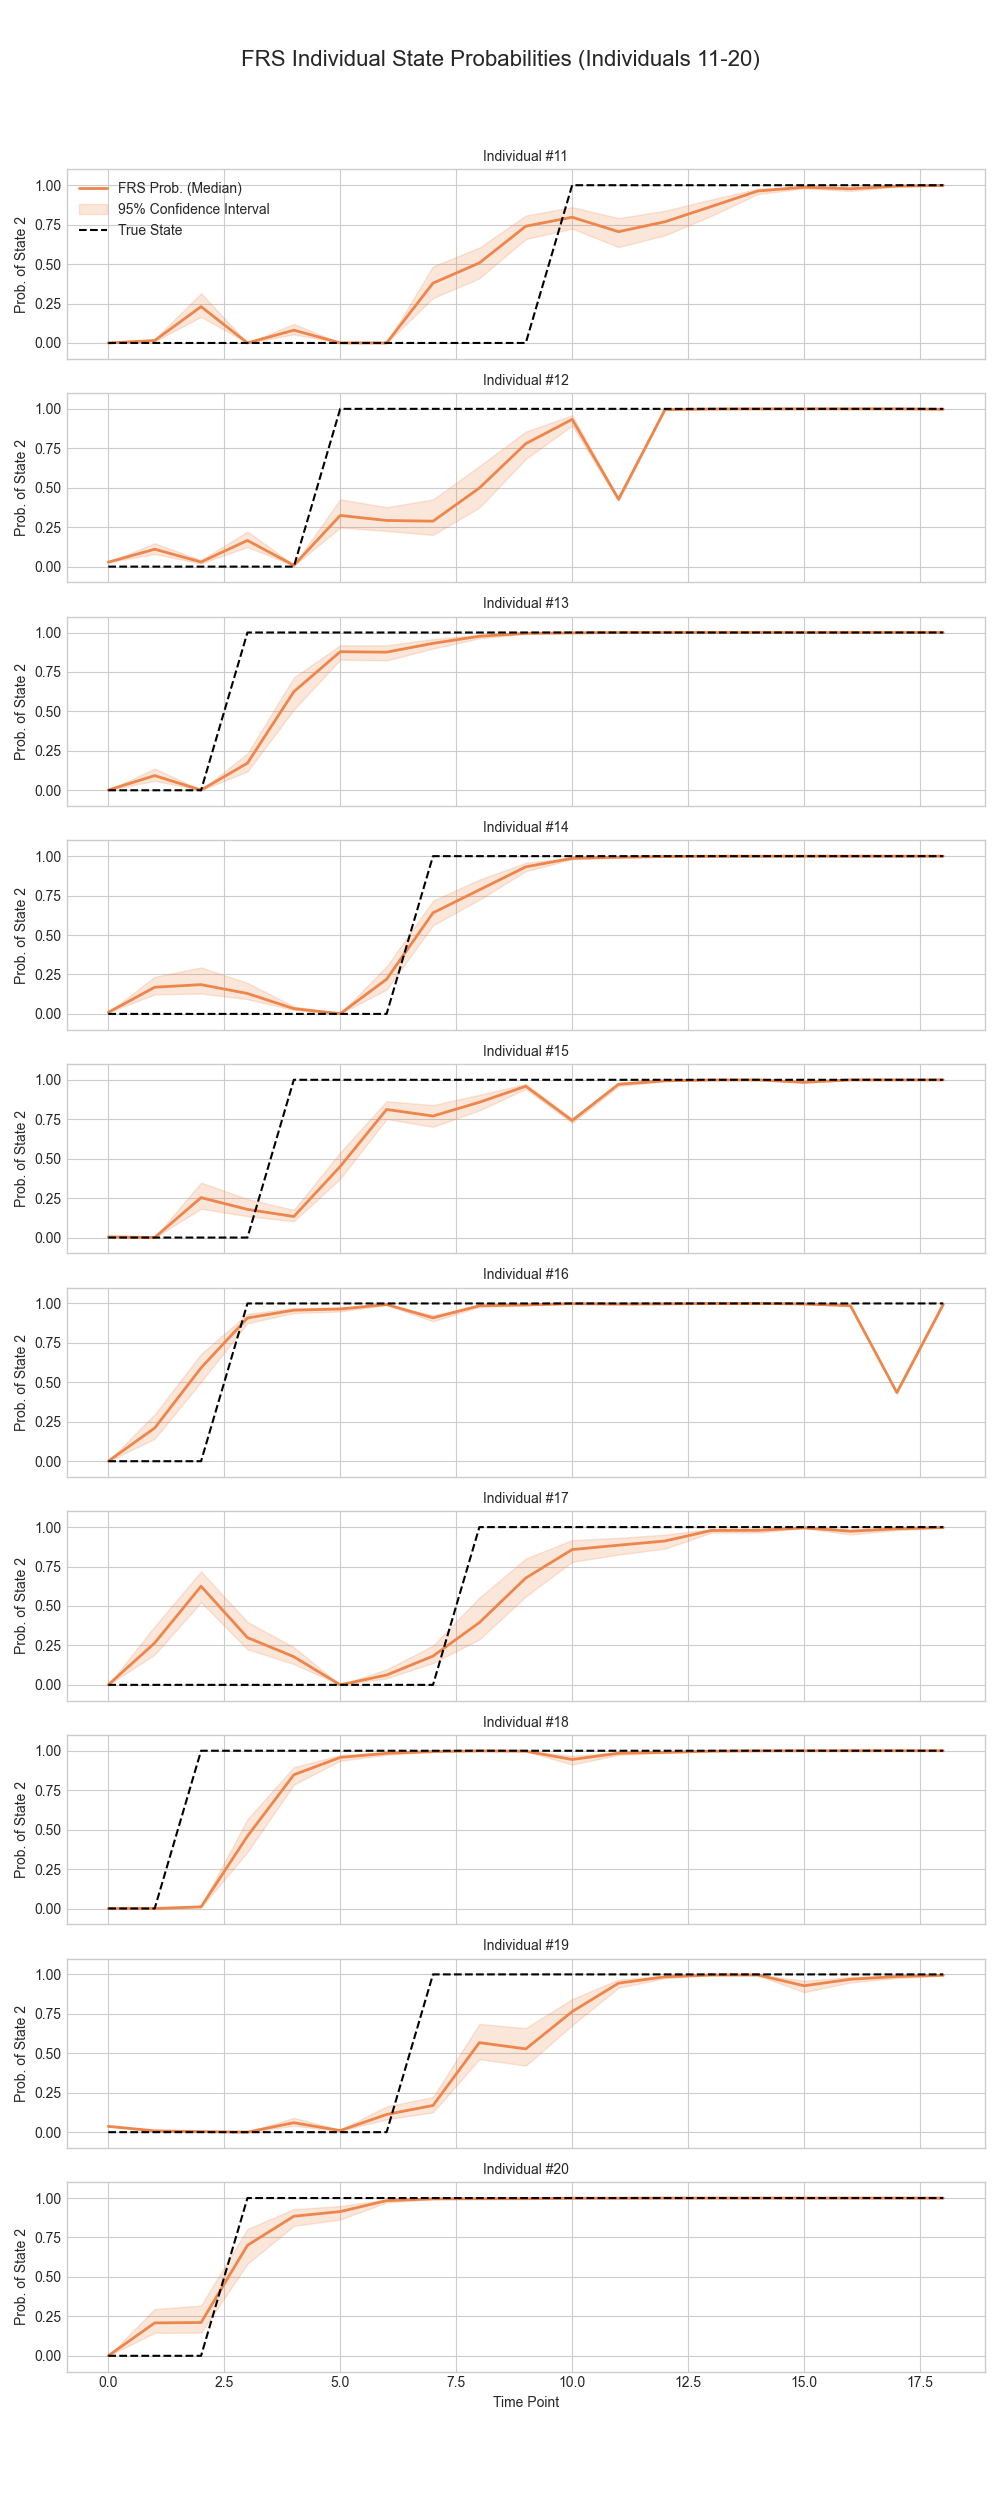 FRS Individual State Probabilities (Individuals 11-20)
Individual #11
1.00
0.75
0.50
0.25
0.00
Prob. of State 2
FRS Prob. (Median)
95% Confidence Interval
True State
Individual #12
1.00
0.75
0.50
0.25
0.00
Prob. of State 2
Individual #13
1.00
0.75
0.50
0.25
0.00
Prob. of State 2
Individual #14
1.00
0.75
0.50
0.25
0.00
Prob. of State 2
Individual #15
1.00
0.75
0.50
0.25
0.00
Prob. of State 2
Individual #16
1.00
0.75
0.50
0.25
0.00
Prob. of State 2
Individual #17
1.00
0.75
0.50
0.25
0.00
Prob. of State 2
Individual #18
1.00
0.75
0.50
0.25
0.00
Prob. of State 2
Individual #19
1.00
0.75
0.50
0.25
0.00
Prob. of State 2
Individual #20
1.00
0.75
0.50
0.25
0.00
Prob. of State 2
0.0 2.5 5.0 7.5 10.0 12.5 15.0 17.5
Time Point